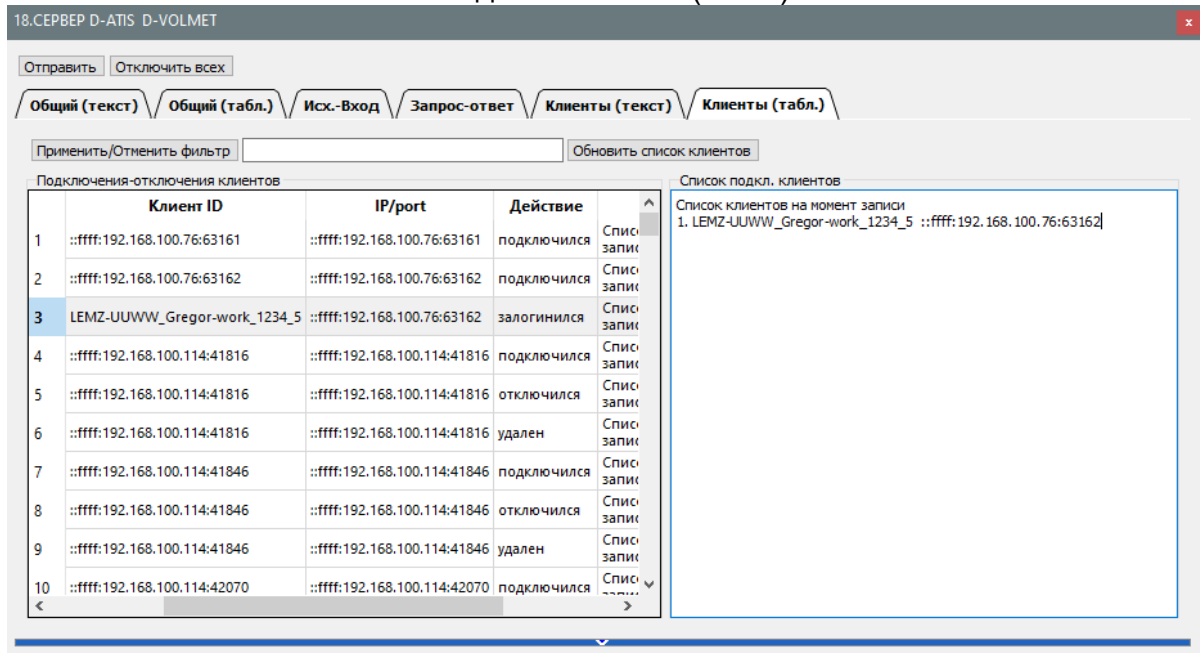 18.СЕРВЕР D-ATIS D-VOLMET
x
Отправить Отключить всех
Общий (текст) Общий (табл.) Исх.-Вход Запрос-ответ Клиенты (текст) Клиенты (табл.)
Применить/Отменить фильтр Обновить список клиентов
Подключения-отключения клиентов
Клиент ID IP/port Действие
1 ::ffff:192.168.100.76:63161 ::ffff:192.168.100.76:63161 подключился
2 ::ffff:192.168.100.76:63162 ::ffff:192.168.100.76:63162 подключился
3 LEMZ-UUWW_Gregor-work_1234_5 ::ffff:192.168.100.76:63162 залогинился
4 ::ffff:192.168.100.114:41816 ::ffff:192.168.100.114:41816 подключился
5 ::ffff:192.168.100.114:41816 ::ffff:192.168.100.114:41816 отключился
6 ::ffff:192.168.100.114:41816 ::ffff:192.168.100.114:41816 удален
7 ::ffff:192.168.100.114:41846 ::ffff:192.168.100.114:41846 подключился
8 ::ffff:192.168.100.114:41846 ::ffff:192.168.100.114:41846 отключился
9 ::ffff:192.168.100.114:41846 ::ffff:192.168.100.114:41846 удален
10 ::ffff:192.168.100.114:42070 ::ffff:192.168.100.114:42070 подключился
Список подкл. клиентов
Список клиентов на момент записи
1. LEMZ-UUWW_Gregor-work_1234_5 ::ffff:192.168.100.76:63162